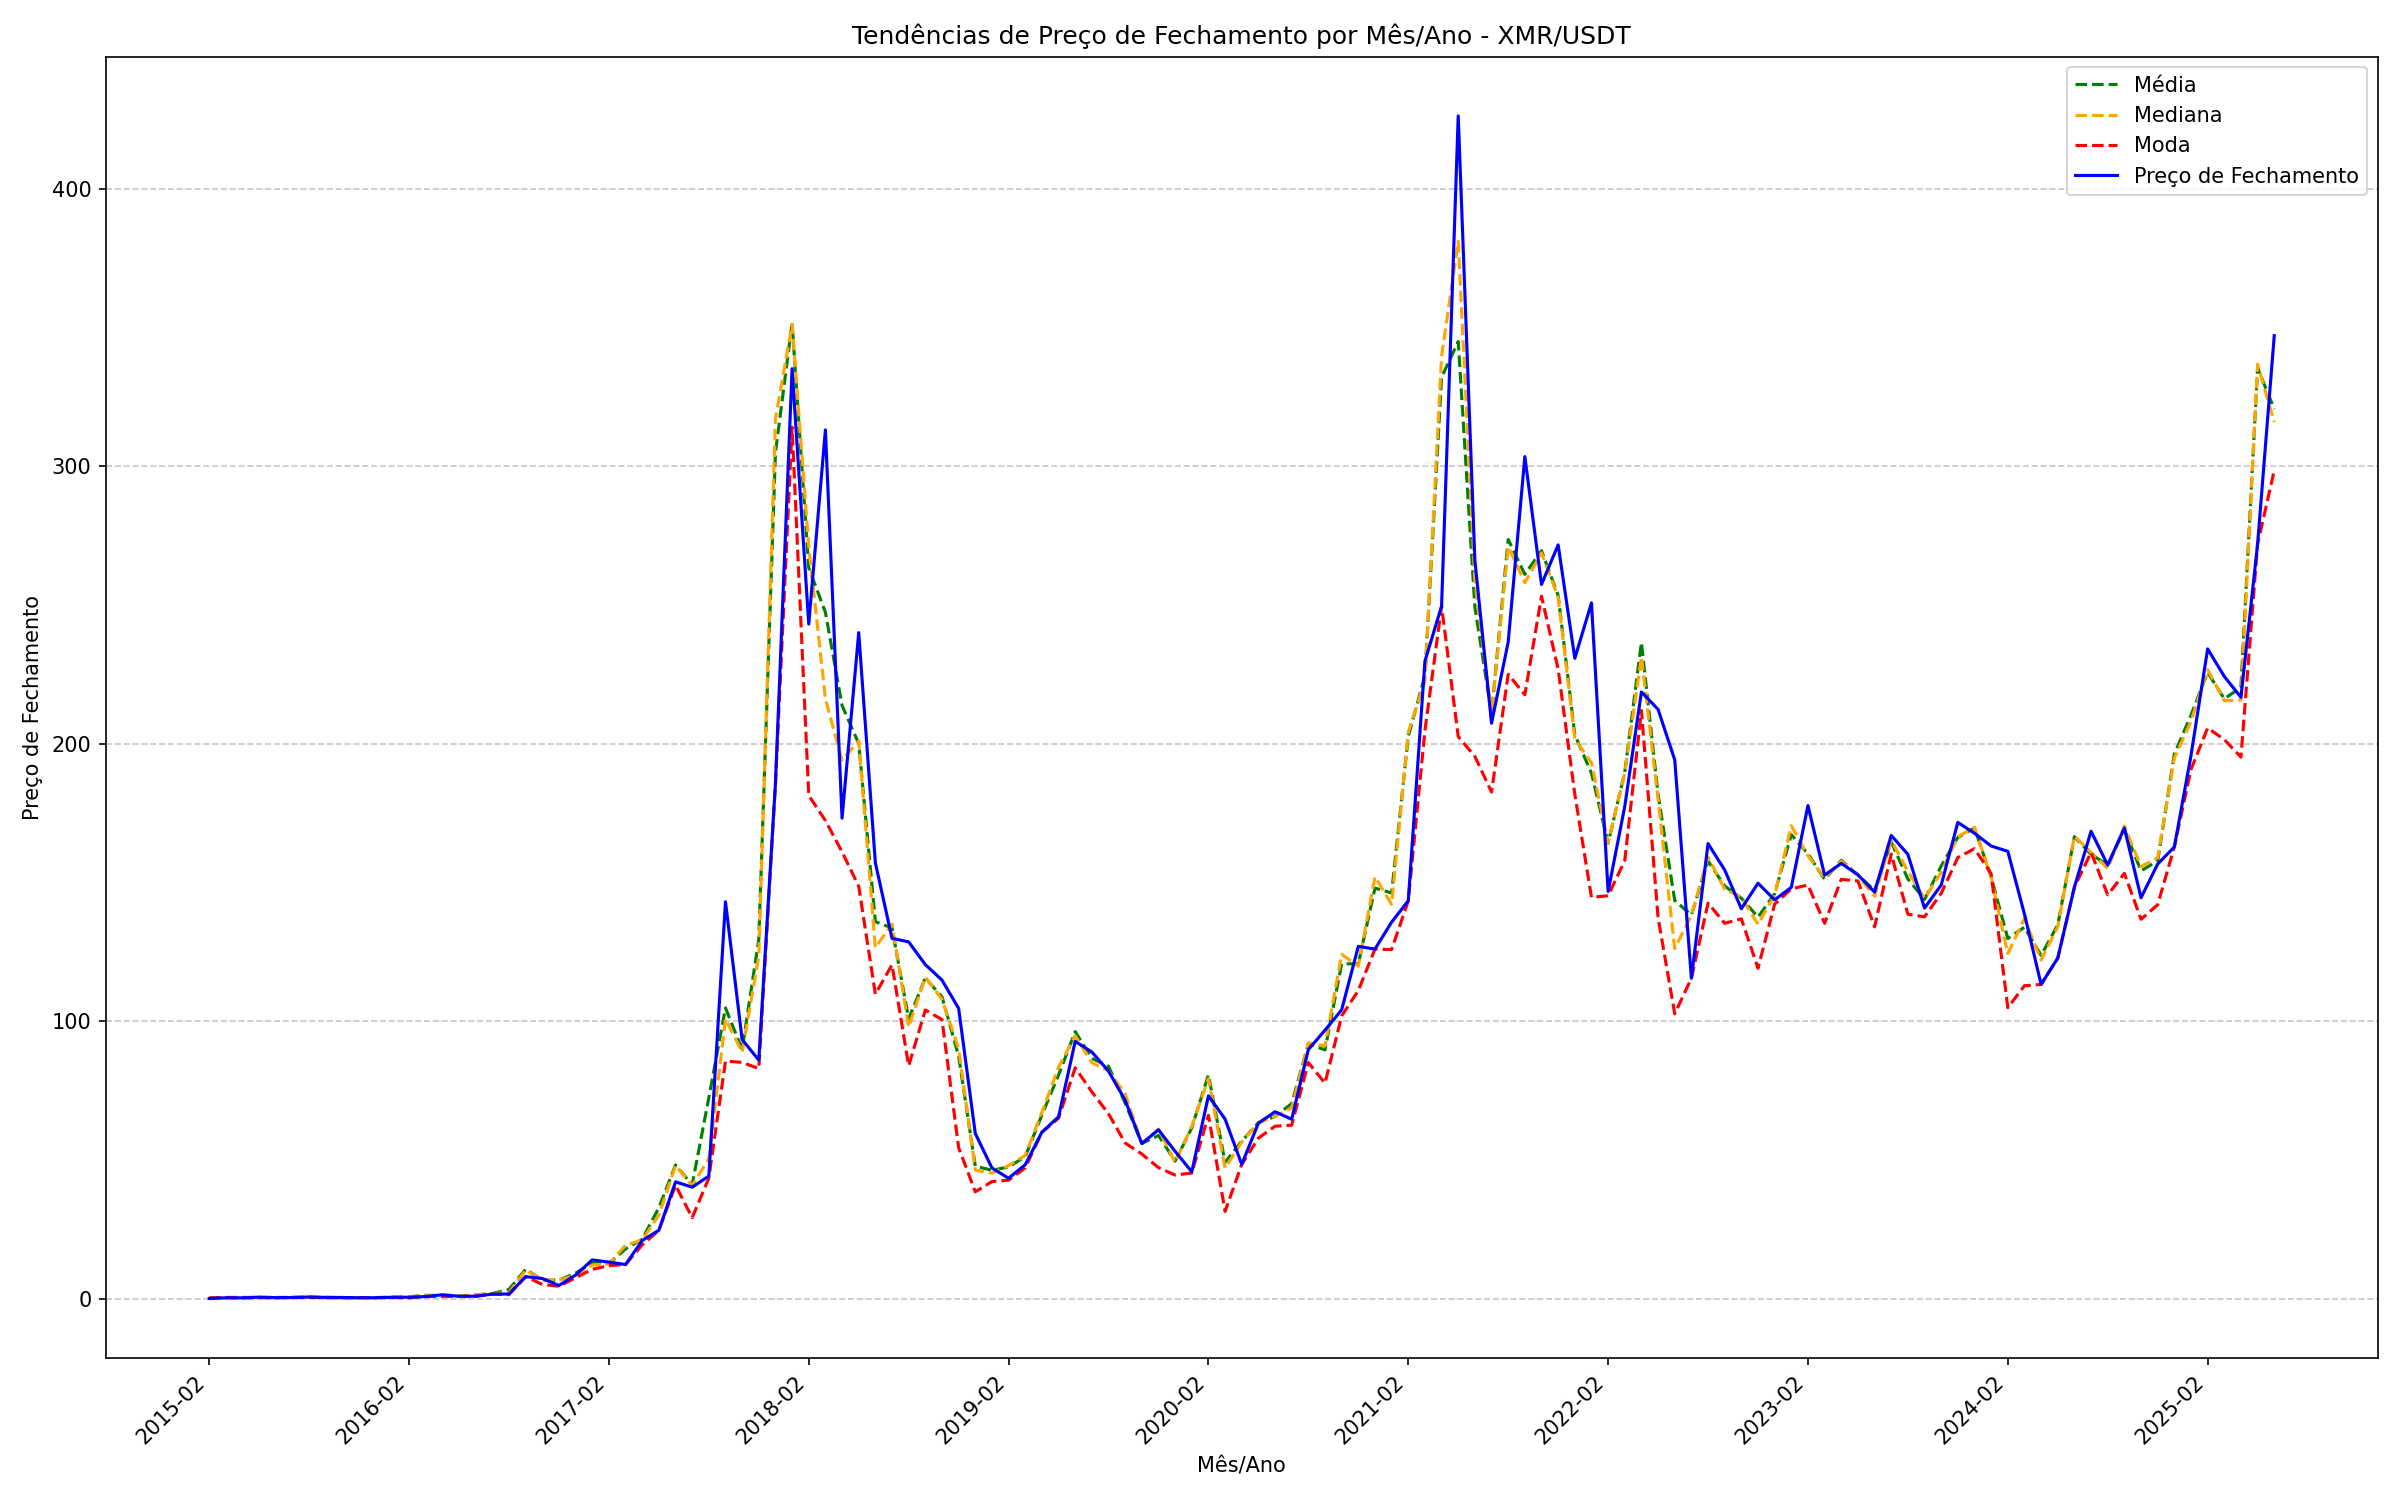 Tendências de Preço de Fechamento por Mês/Ano - XMR/USDT
Média
Mediana
Moda
Preço de Fechamento
400
300
200
100
0
Preço de Fechamento
2015-02
2016-02
2017-02
2018-02
2019-02
2020-02
2021-02
2022-02
2023-02
2024-02
2025-02
Mês/Ano